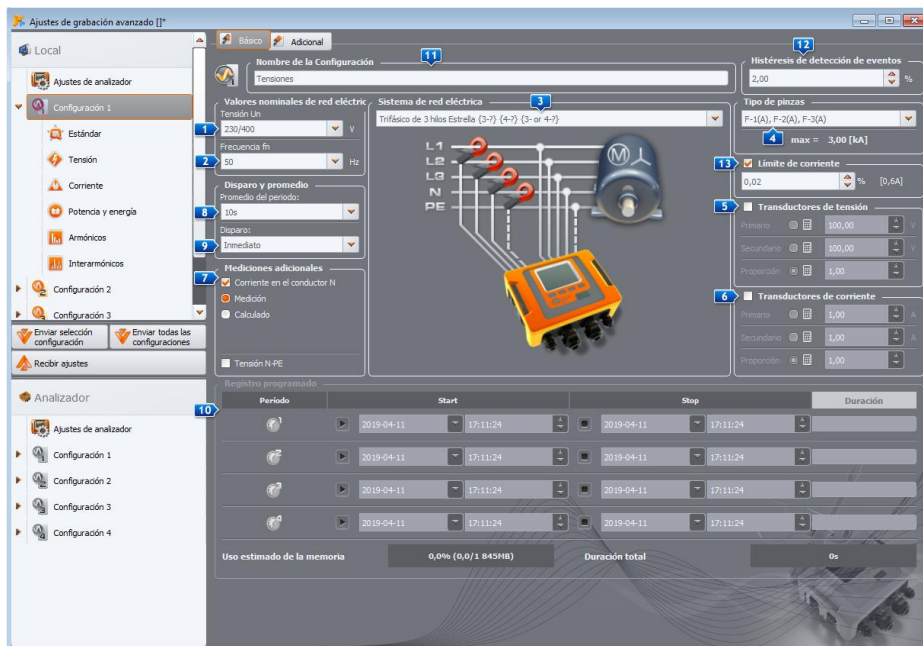 Ajustes de grabación avanzado []*
Local
Ajustes de analizador
Configuración 1
Estándar
Tensión
Corriente
Potencia y energía
Armónicos
Interarmónicos
Configuración 2
Configuración 3
Enviar selección configuración
Enviar todas las configuraciones
Recibir ajustes
Analizador
Ajustes de analizador
Configuración 1
Configuración 2
Configuración 3
Configuración 4
Básico
Adicional
Nombre de la Configuración
11
Tensiones
12
Histéresis de detección de eventos
2,00 %
Valores nominales de red eléctric
Tensión Un
1
230/400 V
Frecuencia fn
2
50 Hz
Sistema de red eléctrica
3
Trifásico de 3 hilos Estrella {3-?} {4-?} {3- or 4-?}
L1
L2
L3
N
PE
M
Tipo de pinzas
F-1(A), F-2(A), F-3(A)
4
max = 3,00 [kA]
13
Límite de corriente
0,02 % [0,6A]
Disparo y promedio
Promedio del periodo:
8
10s
Disparo:
9
Inmediato
5
Transductores de tensión
Primario 100,00 V
Secundario 100,00 V
Proporción 1,00
Mediciones adicionales
7
Corriente en el conductor N
Medición
Calculado
Tensión N-PE
6
Transductores de corriente
Primario 1,00 A
Secundario 1,00 A
Proporción 1,00
Registro programado
10
Período Start Stop Duración
1 2019-04-11 17:11:24 2019-04-11 17:11:24
2 2019-04-11 17:11:24 2019-04-11 17:11:24
3 2019-04-11 17:11:24 2019-04-11 17:11:24
4 2019-04-11 17:11:24 2019-04-11 17:11:24
Uso estimado de la memoria 0,0% (0,0/1 845MB) Duración total 0s